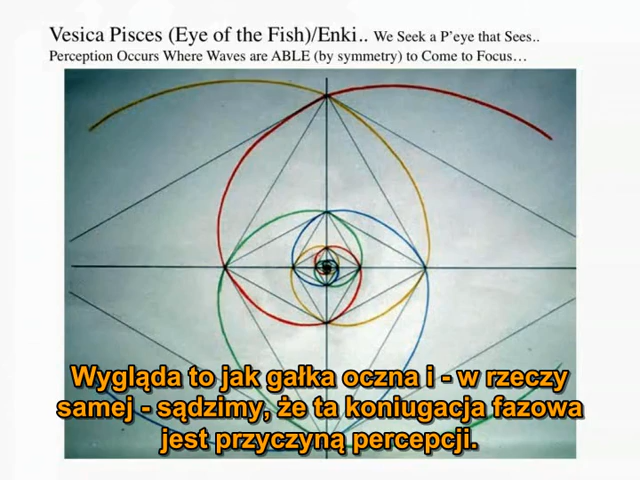 Vesica Pisces (Eye of the Fish)/Enki.. We Seek a P'eye that Sees..
Perception Occurs Where Waves are ABLE (by symmetry) to Come to Focus…
Wygląda to jak gałka oczna i - w rzeczy
samej - sądzimy, że ta koniugacja fazowa
jest przyczyną percepcji.